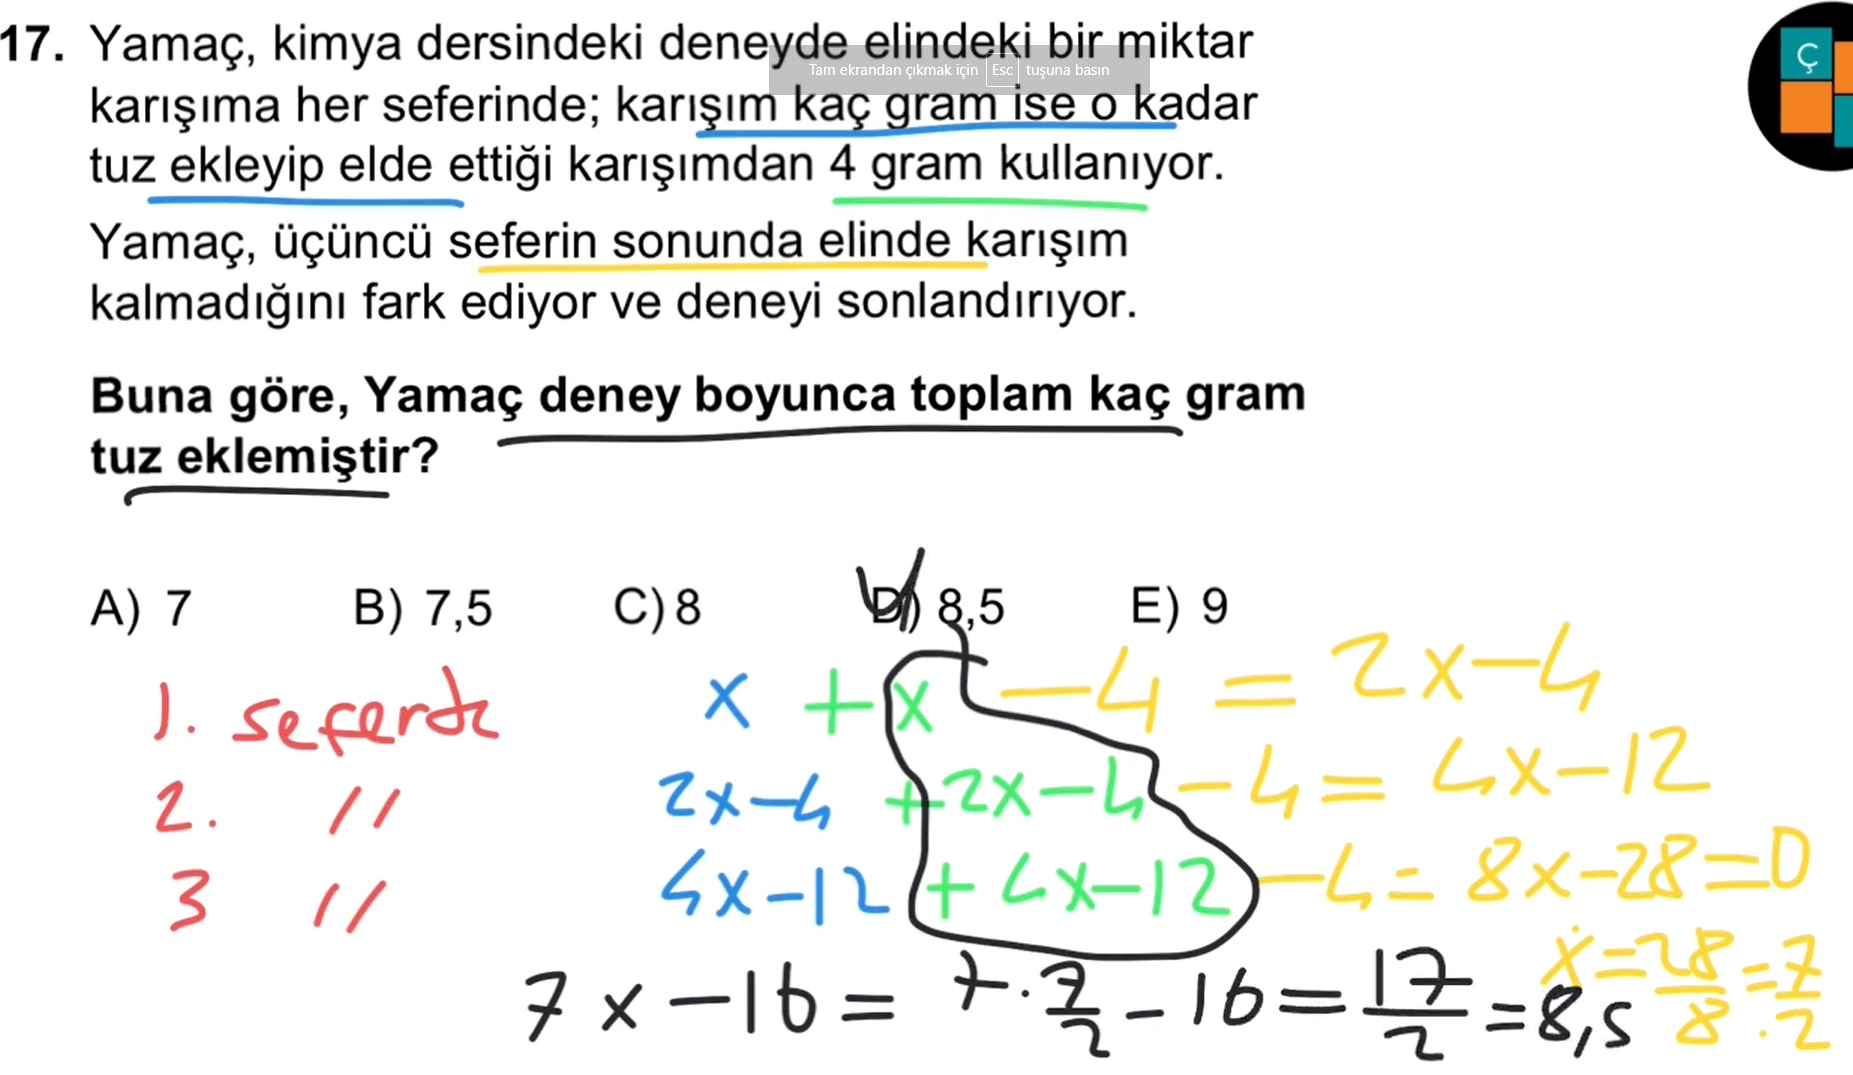 17. Yamaç, kimya dersindeki deneyde elindeki bir miktar
Tam ekrandan çıkmak için Esc tuşuna basın
Ç
karışıma her seferinde; karışım kaç gram ise o kadar
tuz ekleyip elde ettiği karışımdan 4 gram kullanıyor.
Yamaç, üçüncü seferin sonunda elinde karışım
kalmadığını fark ediyor ve deneyi sonlandırıyor.
Buna göre, Yamaç deney boyunca toplam kaç gram
tuz eklemiştir?
A) 7 B) 7,5 C) 8 D) 8,5 E) 9
1. seferde x + x - 4 = 2x-4
2. // 2x-4 +2x-4 -4= 4x-12
3 // 4x-12 + 4x-12 -4= 8x-28=0
x=28/8=7/2
7x-16= 7.7/2-16=17/2=8,5